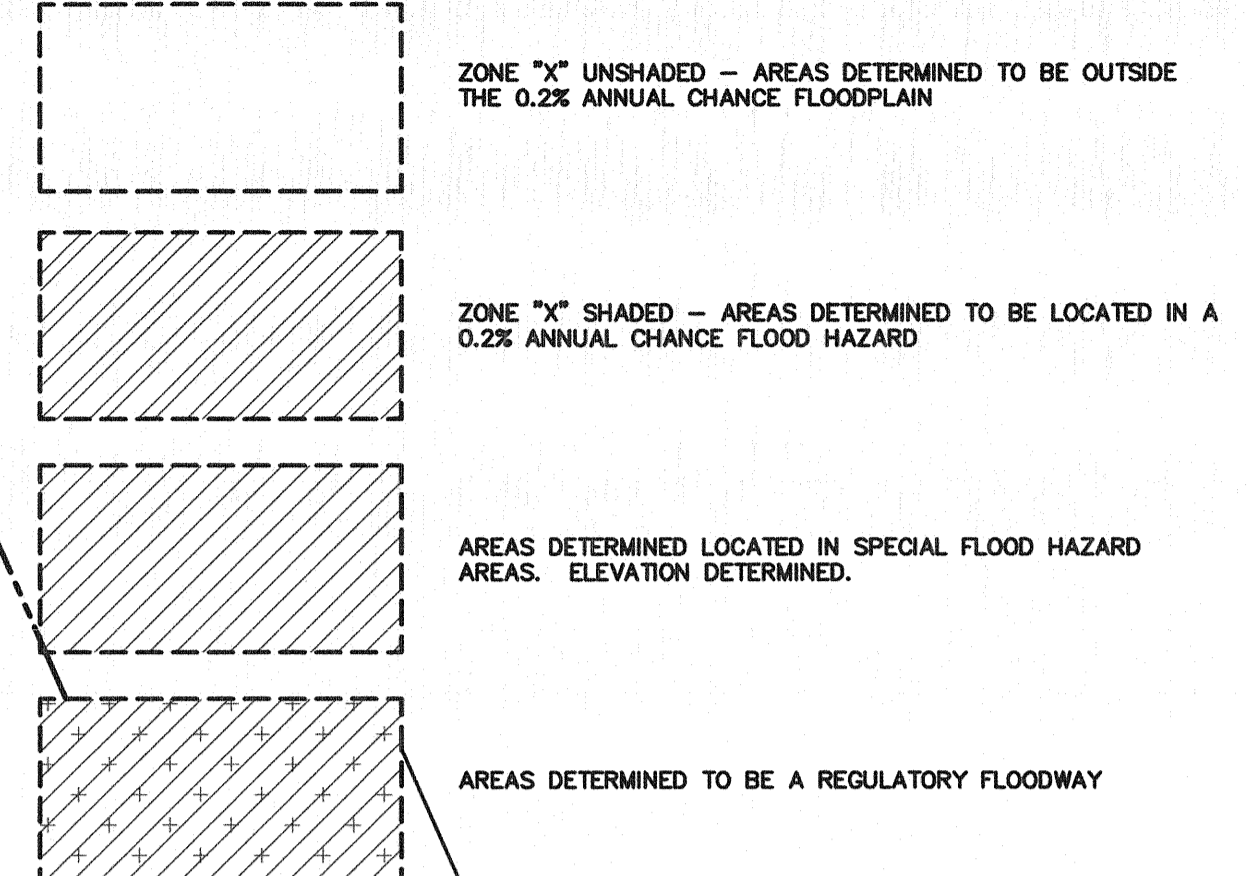 ZONE "X" UNSHADED – AREAS DETERMINED TO BE OUTSIDE
THE 0.2% ANNUAL CHANCE FLOODPLAIN
ZONE "X" SHADED – AREAS DETERMINED TO BE LOCATED IN A
0.2% ANNUAL CHANCE FLOOD HAZARD
AREAS DETERMINED LOCATED IN SPECIAL FLOOD HAZARD
AREAS. ELEVATION DETERMINED.
AREAS DETERMINED TO BE A REGULATORY FLOODWAY